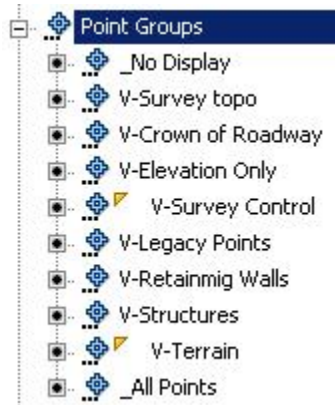 Point Groups
_No Display
V-Survey topo
V-Crown of Roadway
V-Elevation Only
V-Survey Control
V-Legacy Points
V-Retainmig Walls
V-Structures
V-Terrain
_All Points